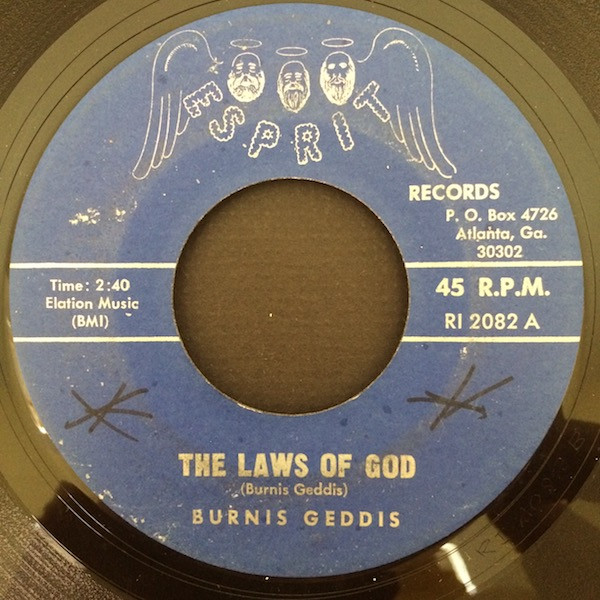 ESPRIT
RECORDS
P. O. Box 4726
Atlanta, Ga.
30302
Time: 2:40
Elation Music
(BMI)
45 R.P.M.
RI 2082 A
THE LAWS OF GOD
(Burnis Geddis)
BURNIS GEDDIS